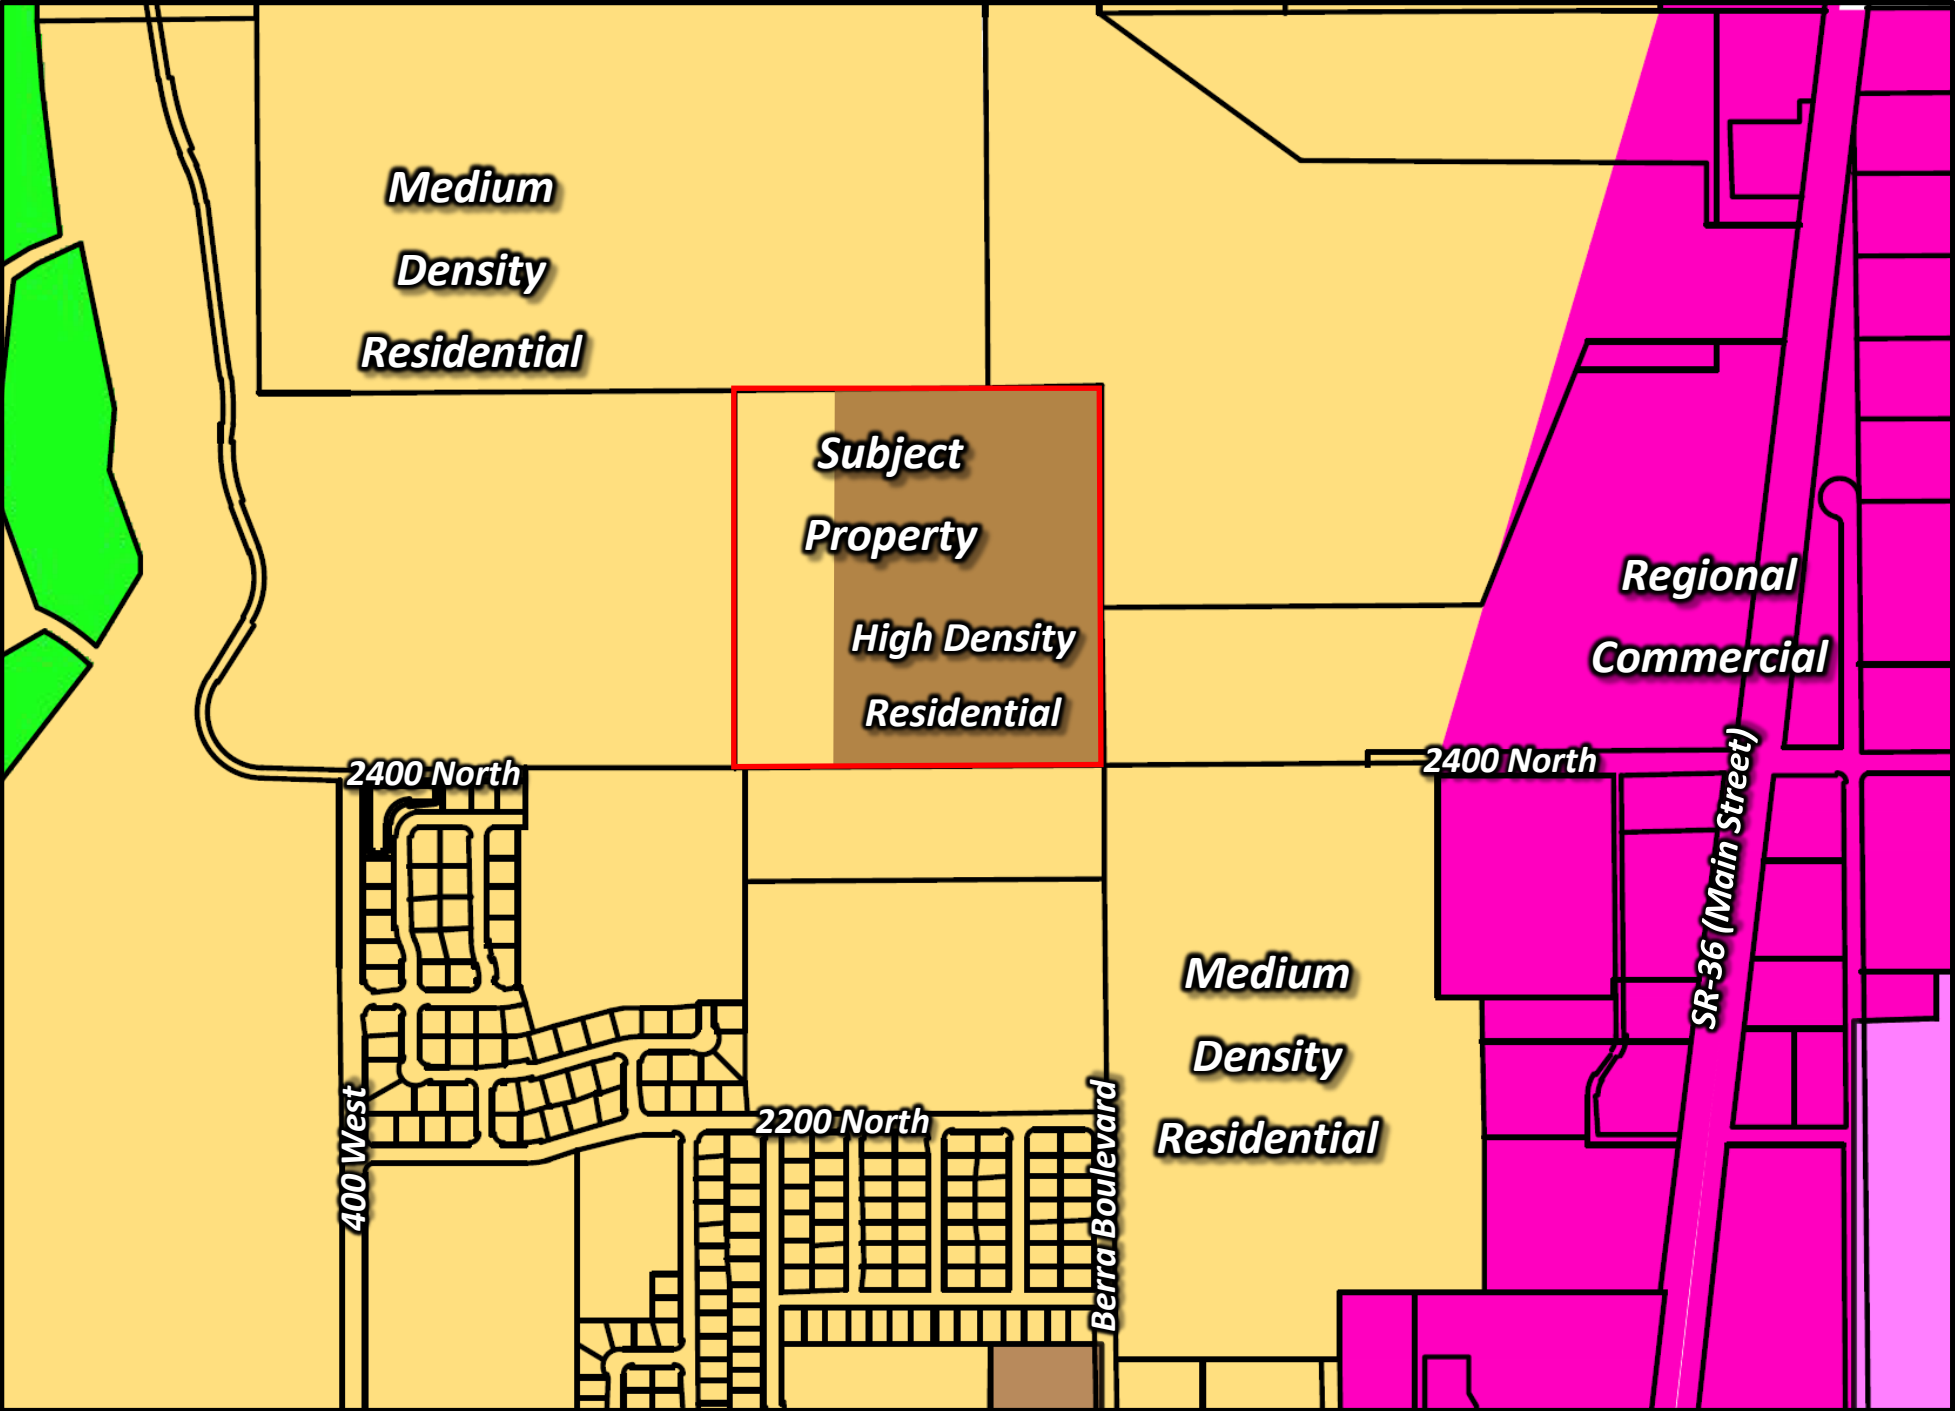 Medium
Density
Residential
Subject
Property
High Density
Residential
Regional
Commercial
2400 North
2400 North
SR-36 (Main Street)
Medium
Density
Residential
2200 North
400 West
Berra Boulevard